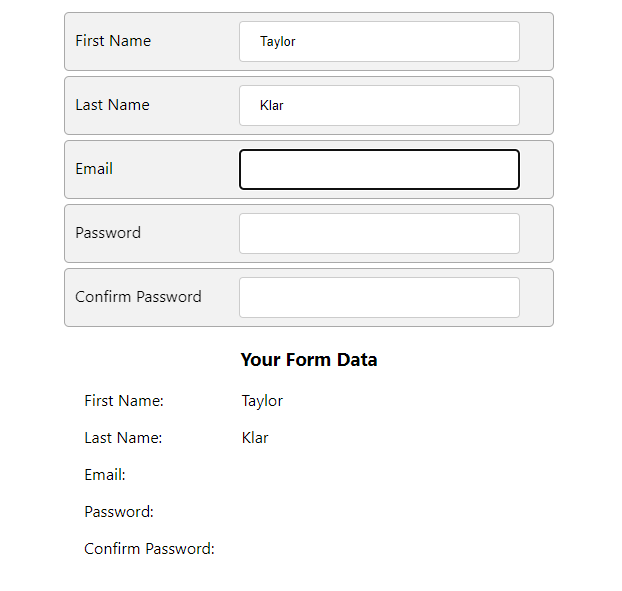 First Name Taylor
Last Name Klar
Email
Password
Confirm Password
Your Form Data
First Name: Taylor
Last Name: Klar
Email:
Password:
Confirm Password: